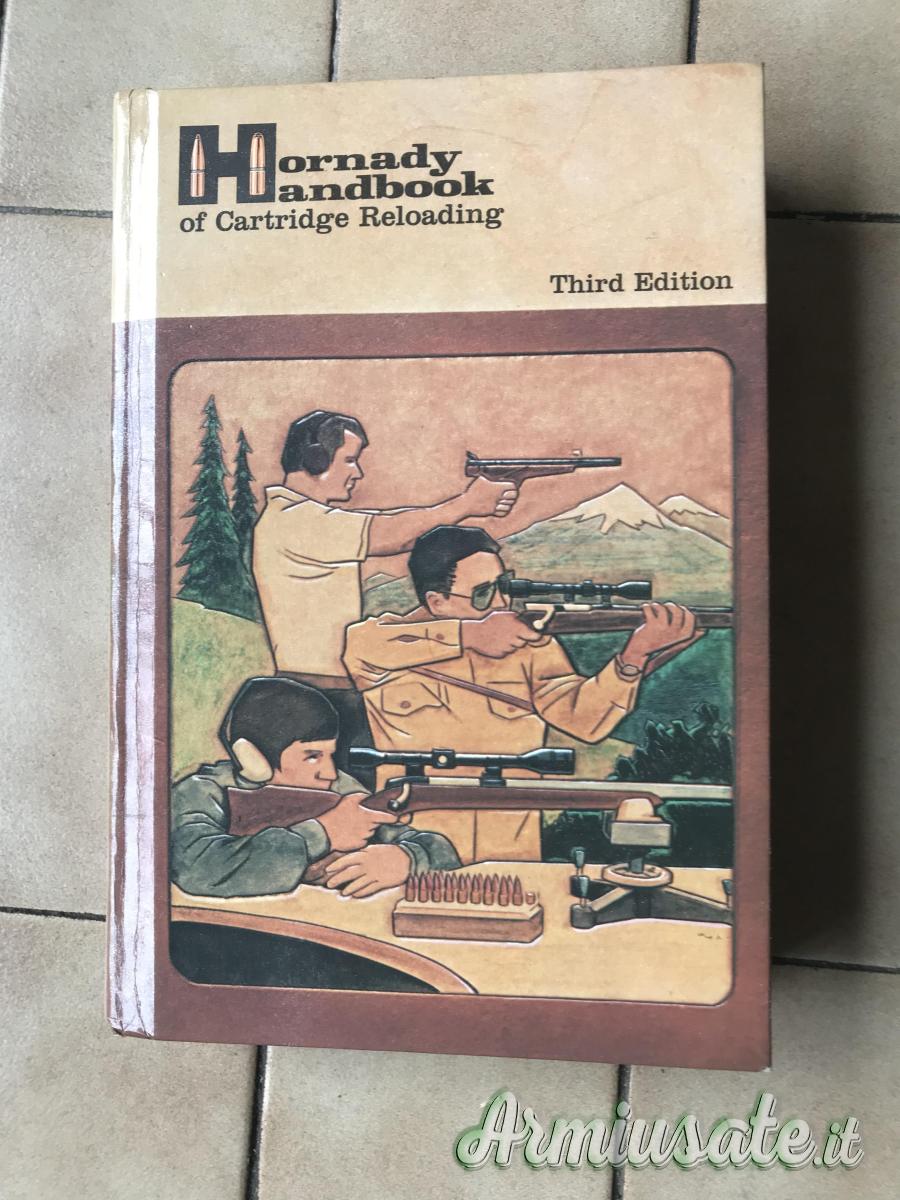 Hornady
Handbook
of Cartridge Reloading
Third Edition
Armiusate.it